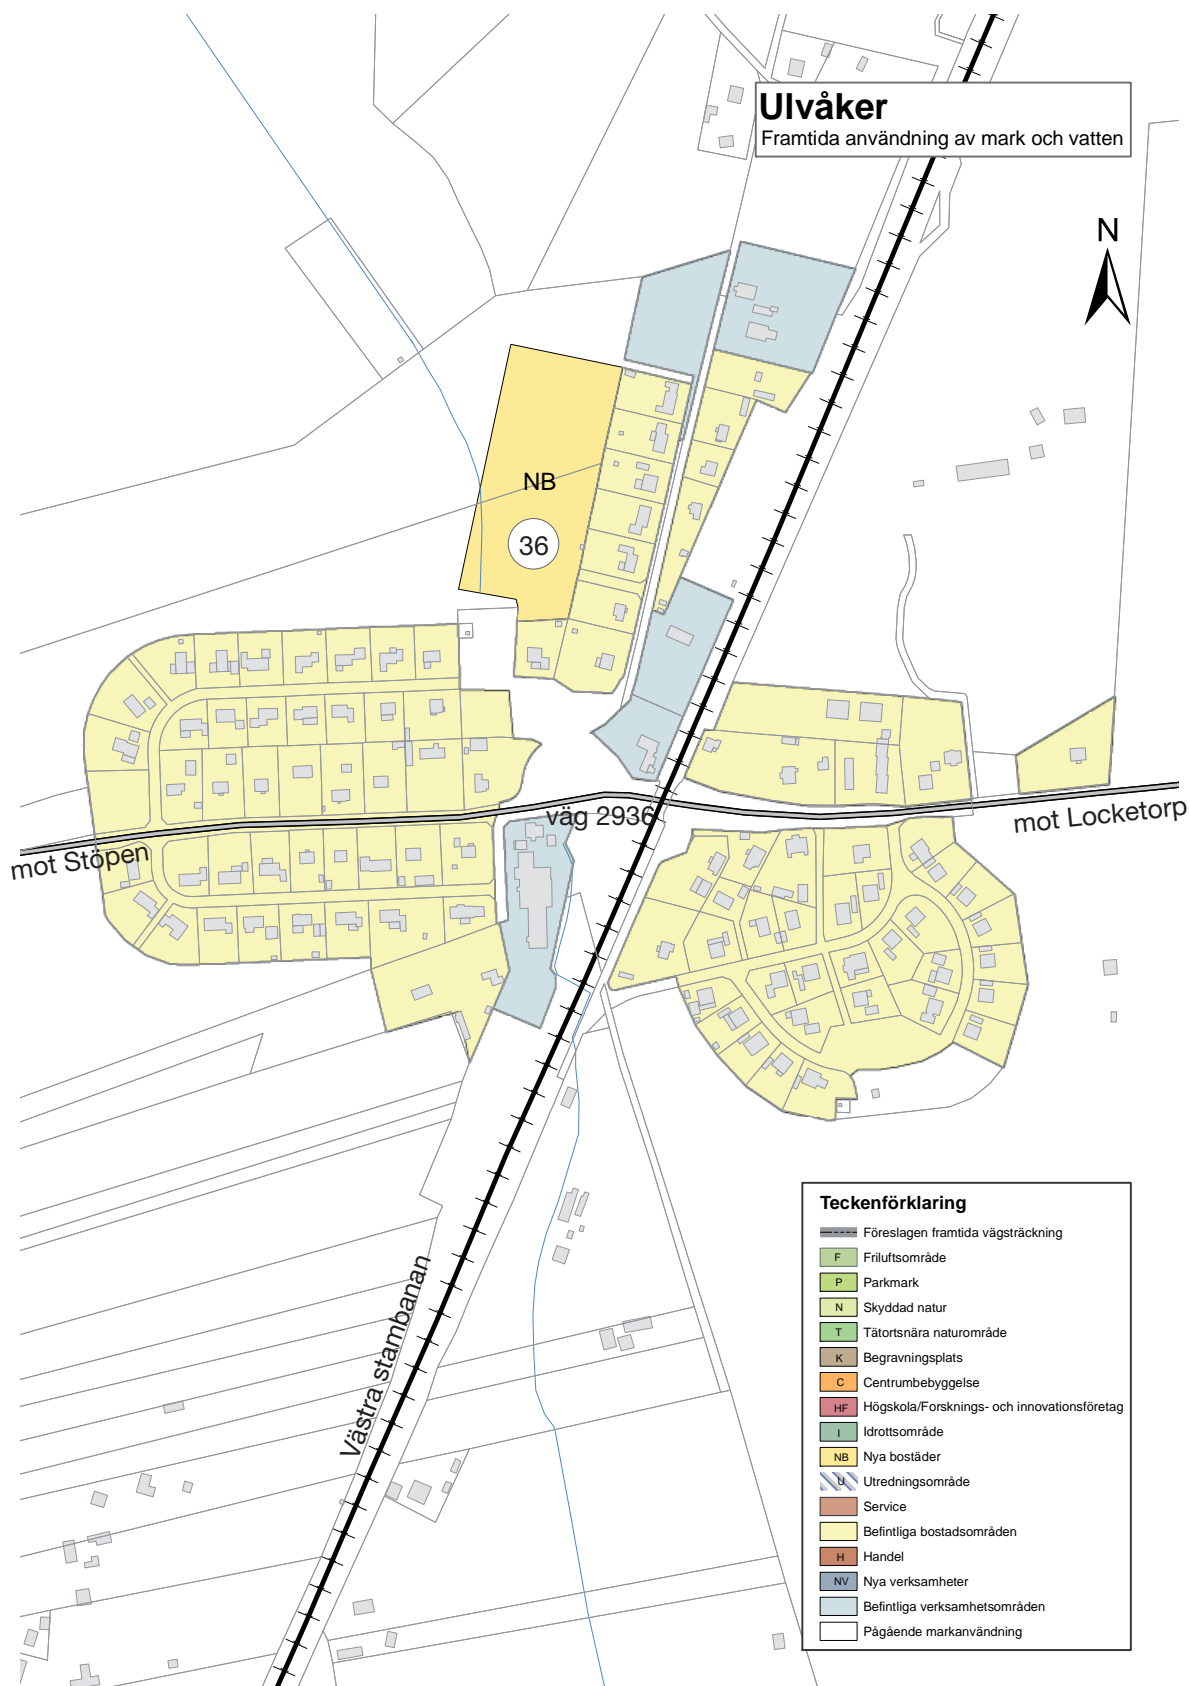 Ulvåker
Framtida användning av mark och vatten
N
NB
36
väg 2936
mot Locketorp
mot Stöpen
Västra stambanan
Teckenförklaring
Föreslagen framtida vägsträckning
F Friluftsområde
P Parkmark
N Skyddad natur
T Tätortsnära naturområde
K Begravningsplats
C Centrumbebyggelse
HF Högskola/Forsknings- och innovationsföretag
I Idrottsområde
NB Nya bostäder
U Utredningsområde
Service
Befintliga bostadsområden
H Handel
NV Nya verksamheter
Befintliga verksamhetsområden
Pågående markanvändning